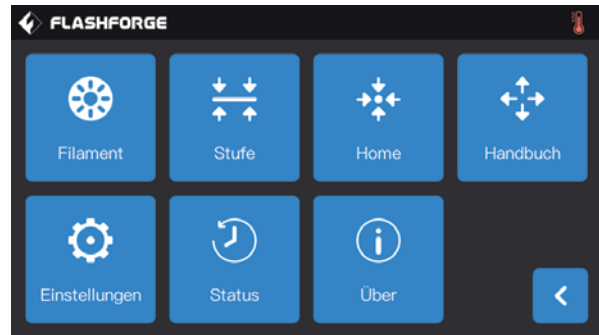 FLASHFORGE
Filament
Stufe
Home
Handbuch
Einstellungen
Status
Über